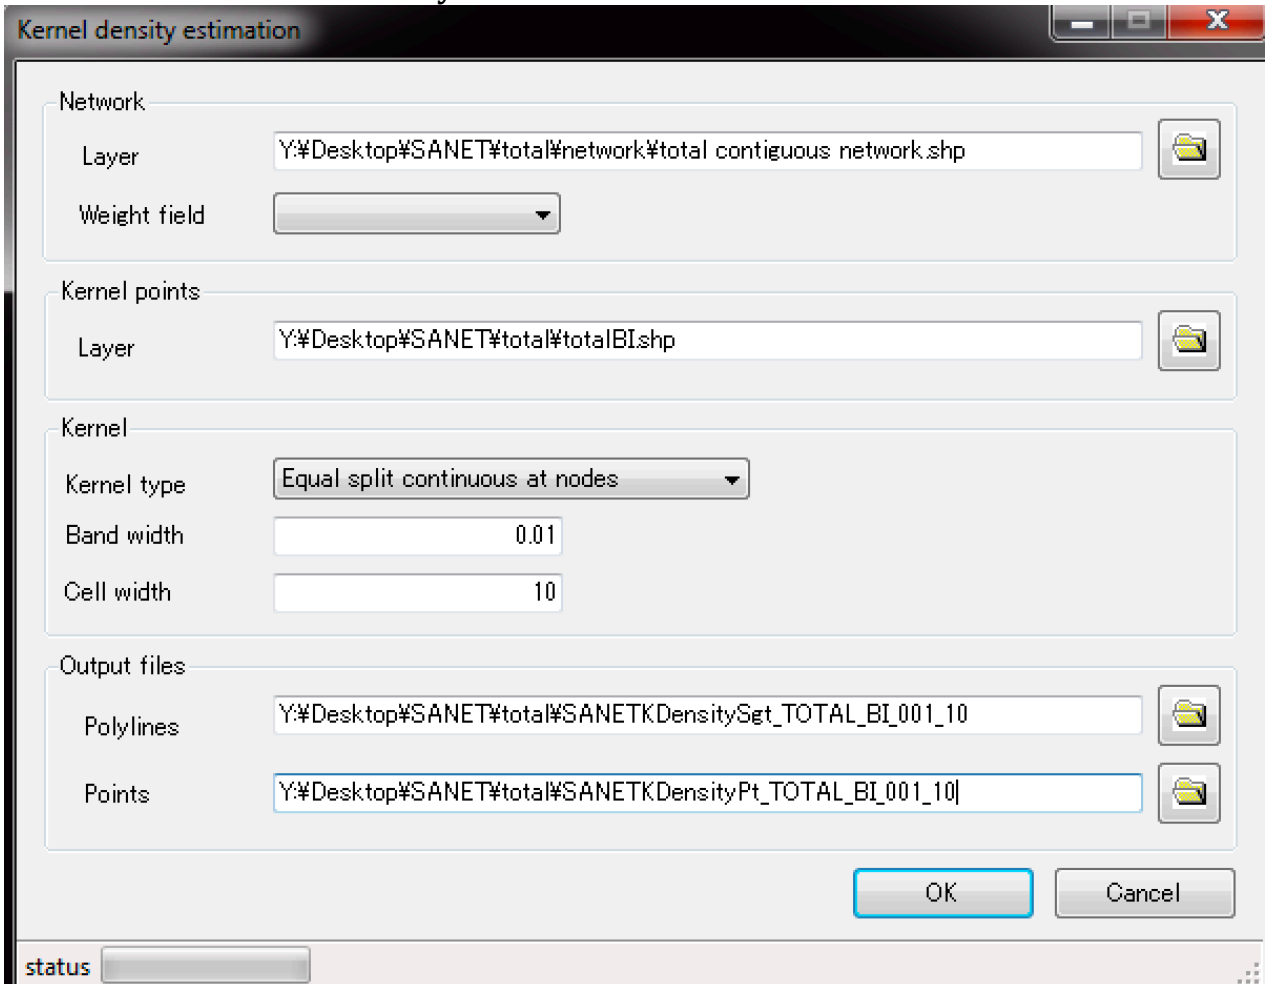 Kernel density estimation
Network
Layer
Y:¥Desktop¥SANET¥total¥network¥total contiguous network.shp
Weight field
Kernel points
Layer
Y:¥Desktop¥SANET¥total¥totalBI.shp
Kernel
Kernel type
Equal split continuous at nodes
Band width
0.01
Cell width
10
Output files
Polylines
Y:¥Desktop¥SANET¥total¥SANETKDensitySgt_TOTAL_BI_001_10
Points
Y:¥Desktop¥SANET¥total¥SANETKDensityPt_TOTAL_BI_001_10
OK
Cancel
status